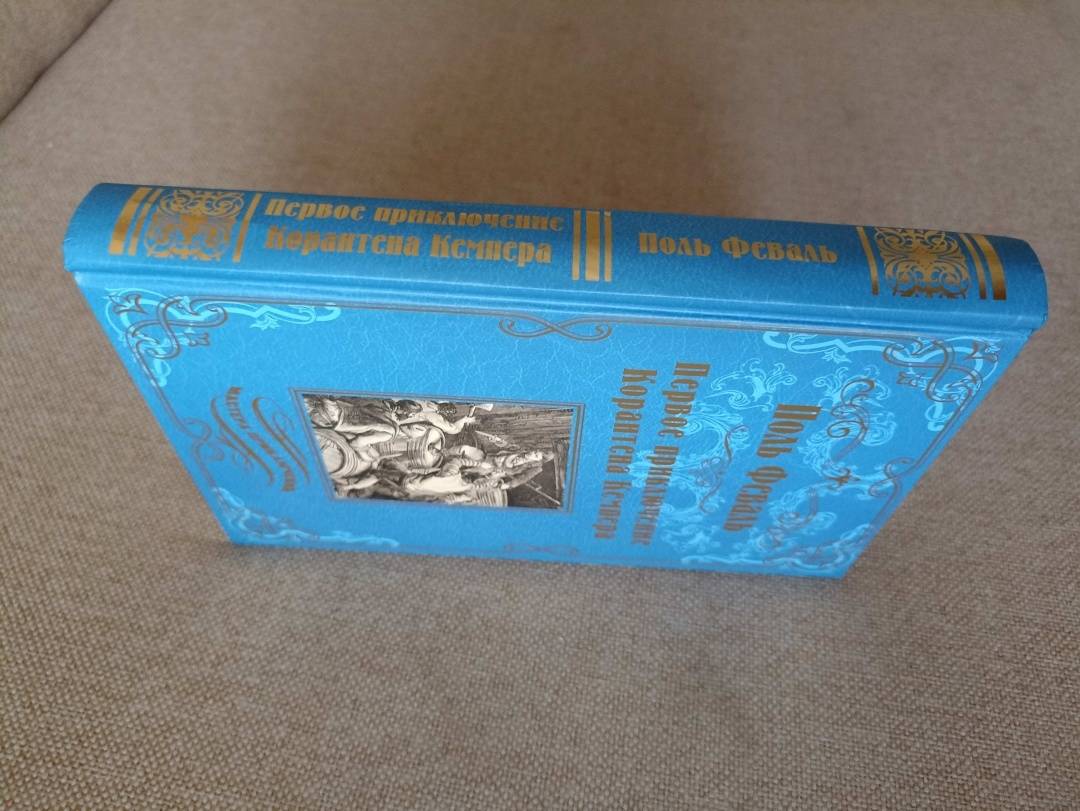 Первое приключение
Корантена Кемпера
Поль Феваль
Поль Феваль
Первое приключение
Корантена Кемпера